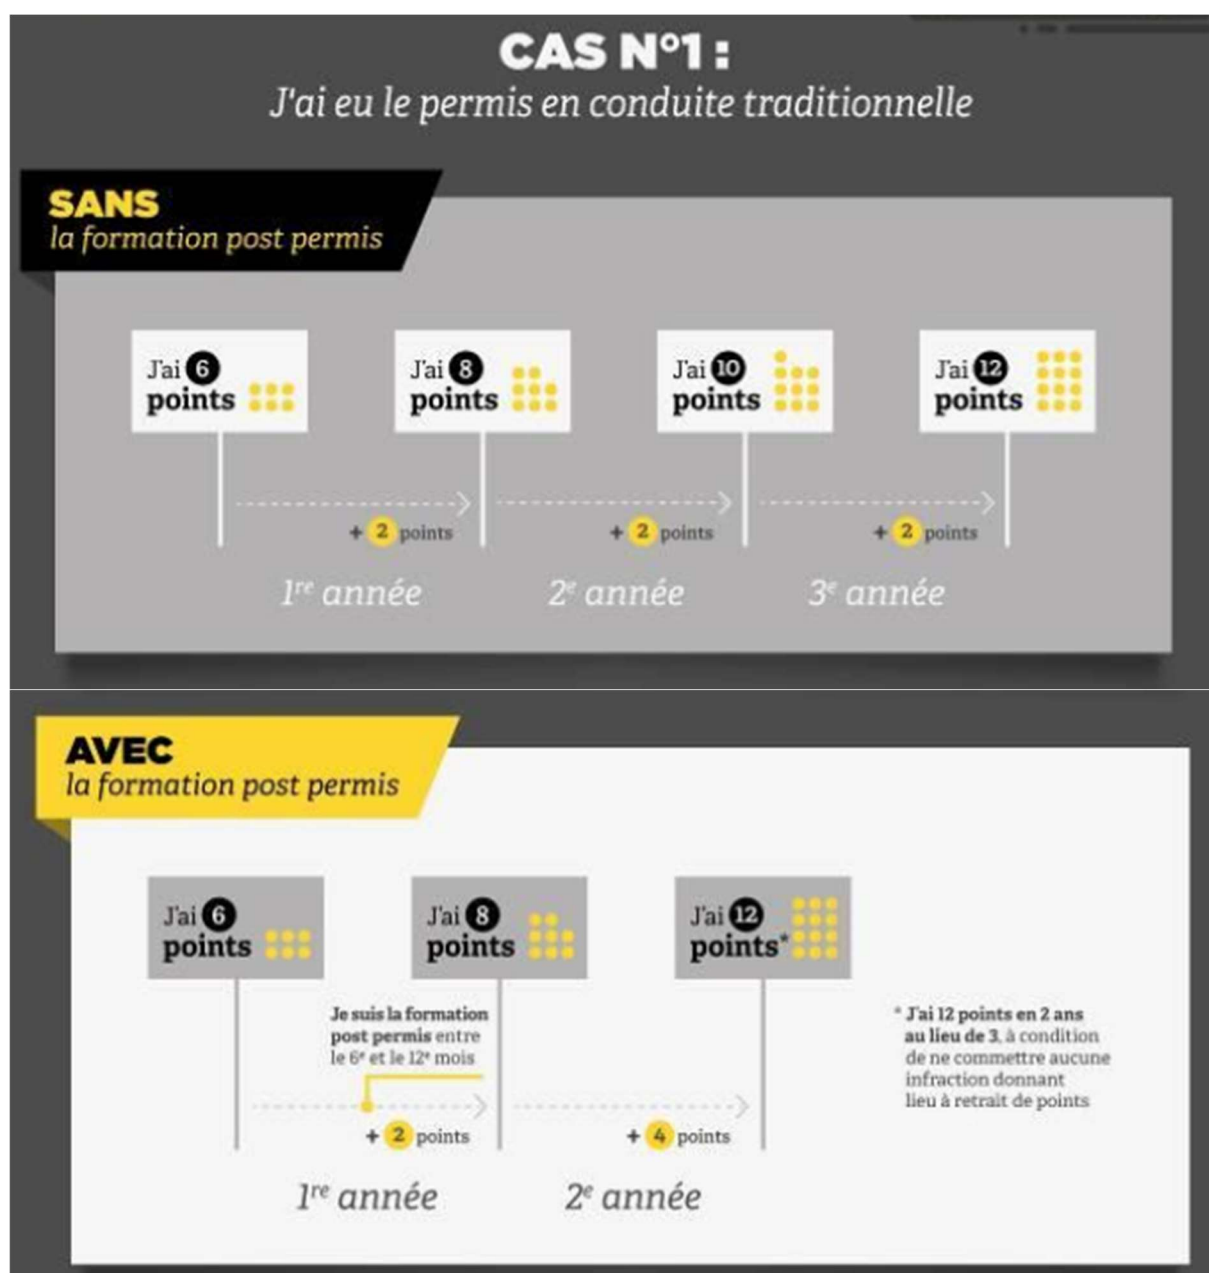 CAS N°1 :
J'ai eu le permis en conduite traditionnelle
SANS
la formation post permis
J'ai 6
points
J'ai 8
points
J'ai 10
points
J'ai 12
points
+ 2 points
+ 2 points
+ 2 points
1re année
2e année
3e année
AVEC
la formation post permis
J'ai 6
points
J'ai 8
points
J'ai 12
points*
Je suis la formation
post permis entre
le 6e et le 12e mois
+ 2 points
+ 4 points
1re année
2e année
* J'ai 12 points en 2 ans
au lieu de 3, à condition
de ne commettre aucune
infraction donnant
lieu à retrait de points